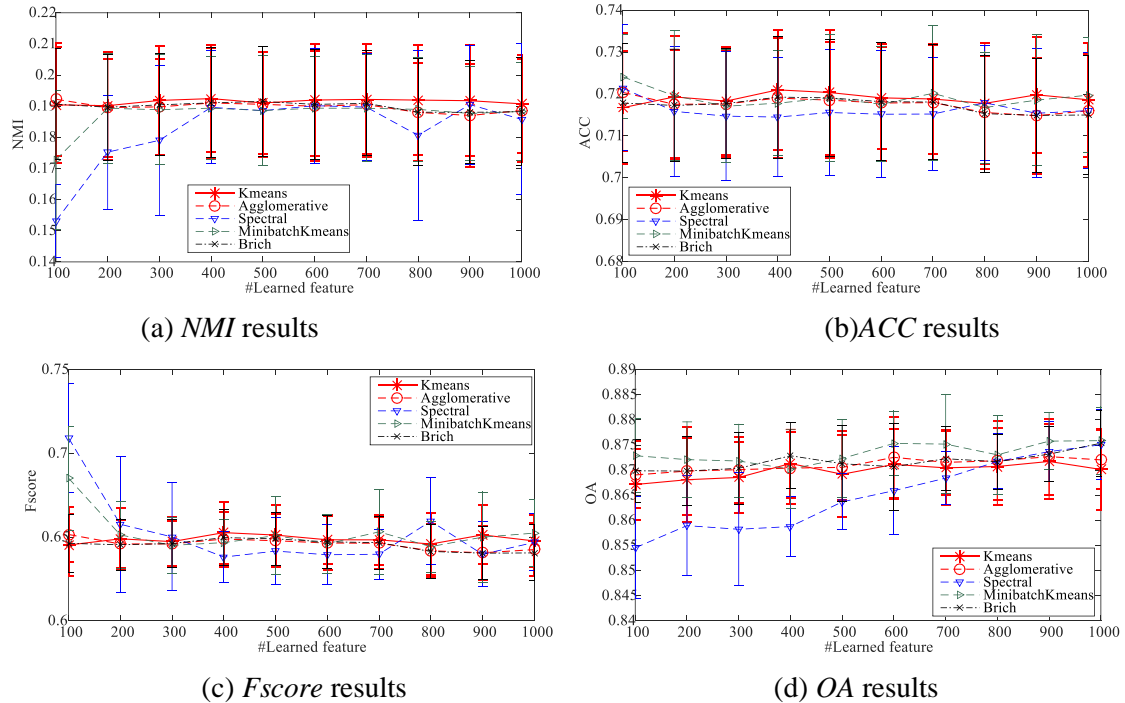 0.22
0.21
0.2
0.19
0.18
0.17
0.16
0.15
0.14
NMI
Kmeans
Agglomerative
Spectral
MinibatchKmeans
Brich
100 200 300 400 500 600 700 800 900 1000
#Learned feature
(a) NMI results
0.74
0.73
0.72
0.71
0.7
0.69
0.68
ACC
Kmeans
Agglomerative
Spectral
MinibatchKmeans
Brich
100 200 300 400 500 600 700 800 900 1000
#Learned feature
(b)ACC results
0.75
0.7
0.65
0.6
Fscore
Kmeans
Agglomerative
Spectral
MinibatchKmeans
Brich
100 200 300 400 500 600 700 800 900 1000
#Learned feature
(c) Fscore results
0.89
0.885
0.88
0.875
0.87
0.865
0.86
0.855
0.85
0.845
0.84
OA
Kmeans
Agglomerative
Spectral
MinibatchKmeans
Brich
100 200 300 400 500 600 700 800 900 1000
#Learned feature
(d) OA results